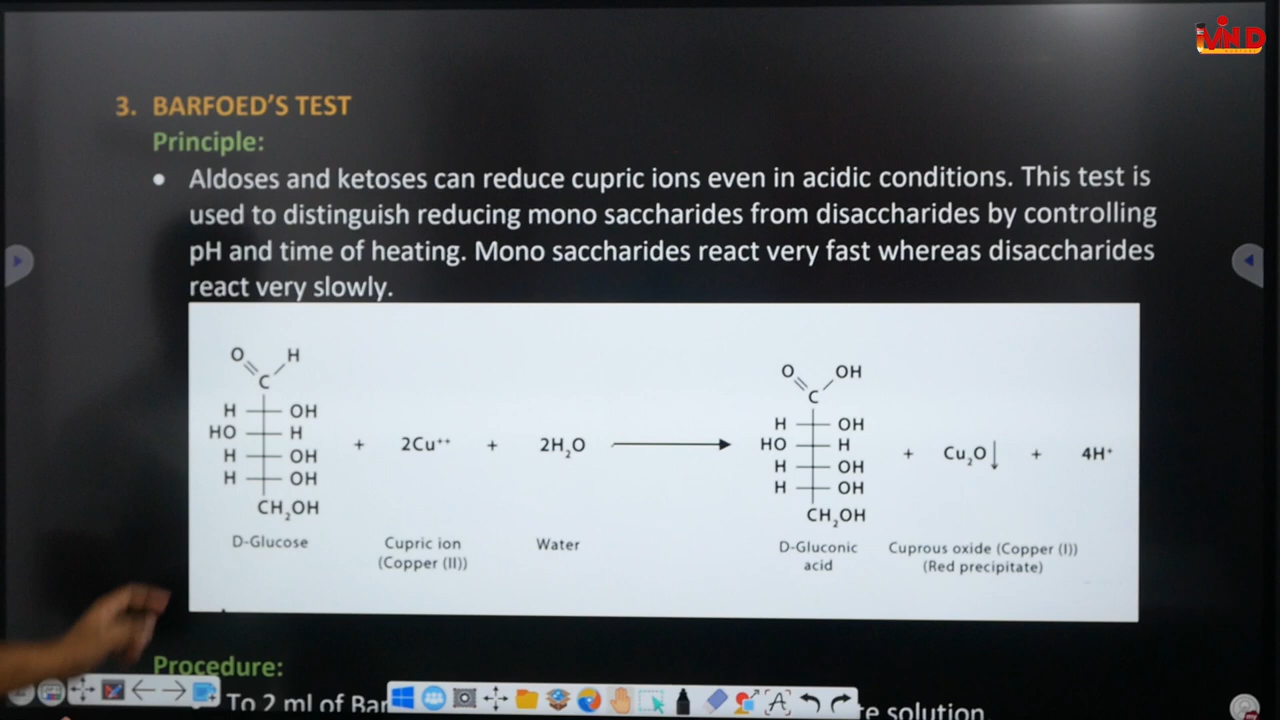 iVIND
3. BARFOED'S TEST
Principle:
• Aldoses and ketoses can reduce cupric ions even in acidic conditions. This test is
used to distinguish reducing mono saccharides from disaccharides by controlling
pH and time of heating. Mono saccharides react very fast whereas disaccharides
react very slowly.
O H
C
H OH
HO H
H OH
H OH
CH₂OH
D-Glucose
+ 2Cu⁺⁺ + 2H₂O
Cupric ion
(Copper (II))
Water
O OH
C
H OH
HO H
H OH
H OH
CH₂OH
D-Gluconic
acid
+ Cu₂O↓ + 4H⁺
Cuprous oxide (Copper (I))
(Red precipitate)
Procedure:
To 2 ml of Bar
e solution